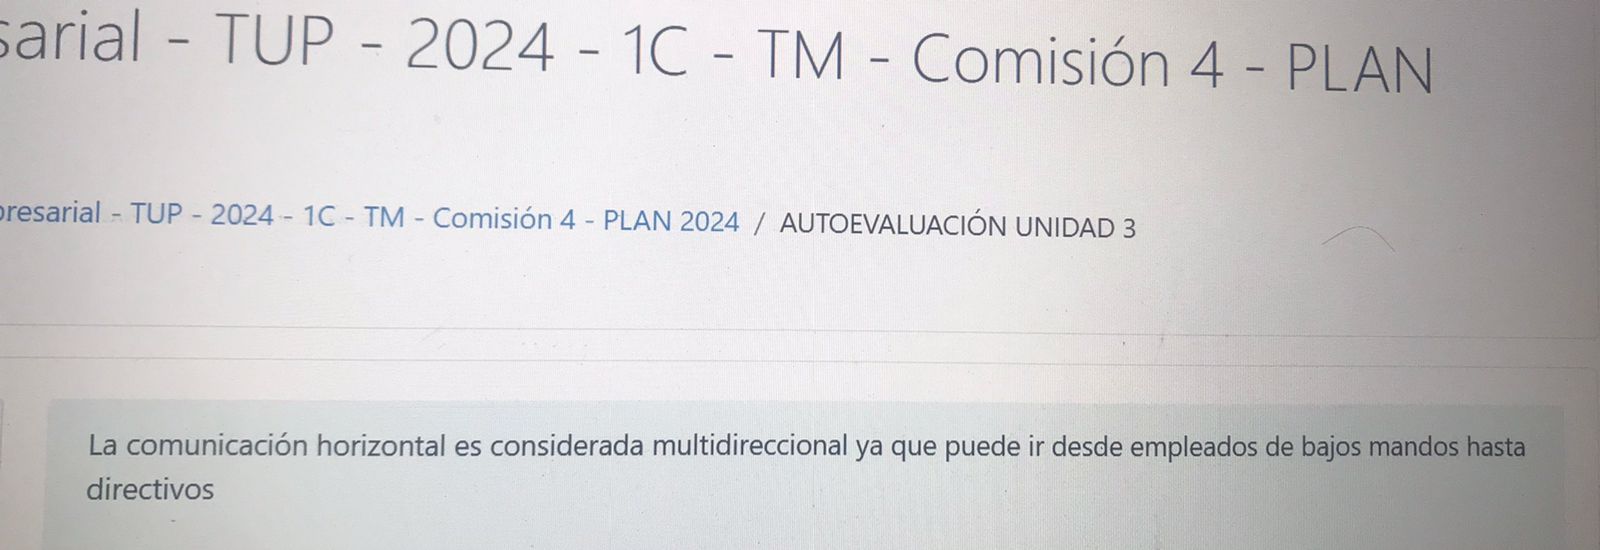 sarial - TUP - 2024 - 1C - TM - Comisión 4 - PLAN
presarial - TUP - 2024 - 1C - TM - Comisión 4 - PLAN 2024 / AUTOEVALUACIÓN UNIDAD 3
La comunicación horizontal es considerada multidireccional ya que puede ir desde empleados de bajos mandos hasta
directivos